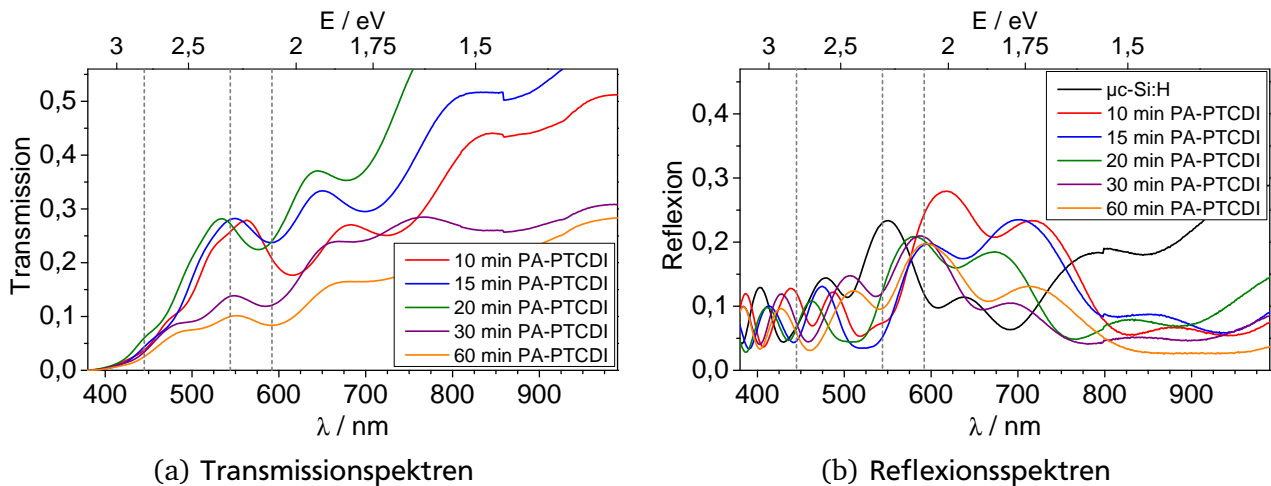 E / eV
3 2,5 2 1,75 1,5
Transmission
0,5
0,4
0,3
0,2
0,1
0,0
10 min PA-PTCDI
15 min PA-PTCDI
20 min PA-PTCDI
30 min PA-PTCDI
60 min PA-PTCDI
400 500 600 700 800 900
λ / nm
(a) Transmissionspektren
E / eV
3 2,5 2 1,75 1,5
Reflexion
0,4
0,3
0,2
0,1
0,0
µc-Si:H
10 min PA-PTCDI
15 min PA-PTCDI
20 min PA-PTCDI
30 min PA-PTCDI
60 min PA-PTCDI
400 500 600 700 800 900
λ / nm
(b) Reflexionsspektren